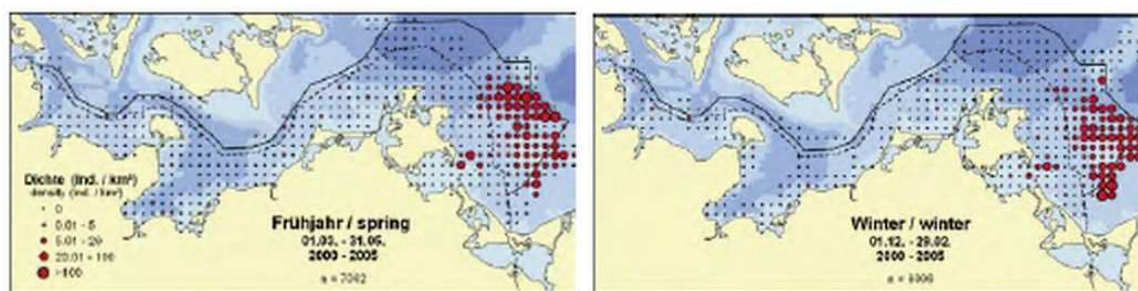 Dichte (Ind. / km²)
density (ind. / km²)
0
0.01 - 5
5.01 - 20
20.01 - 100
>100
Frühjahr / spring
01.03. - 31.05.
2000 - 2005
Winter / winter
01.12. - 29.02.
2000 - 2005